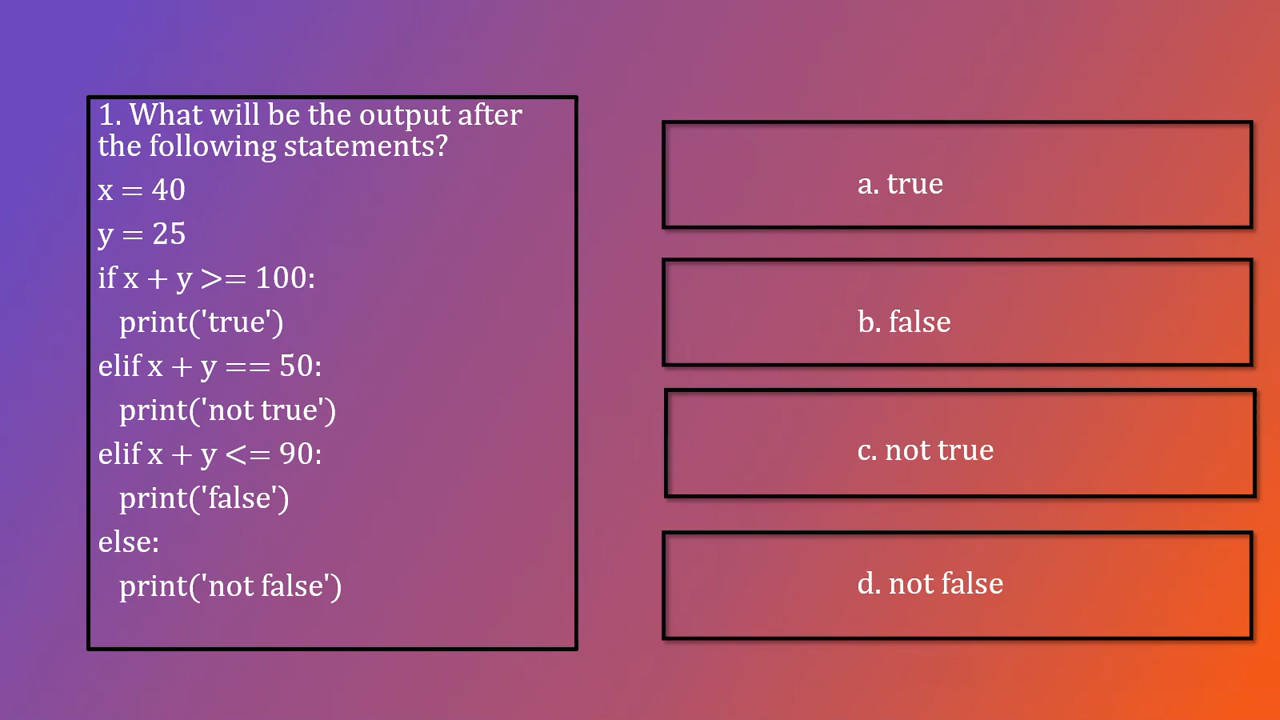 1. What will be the output after
the following statements?
x = 40
y = 25
if x + y >= 100:
print('true')
elif x + y == 50:
print('not true')
elif x + y <= 90:
print('false')
else:
print('not false')
a. true
b. false
c. not true
d. not false